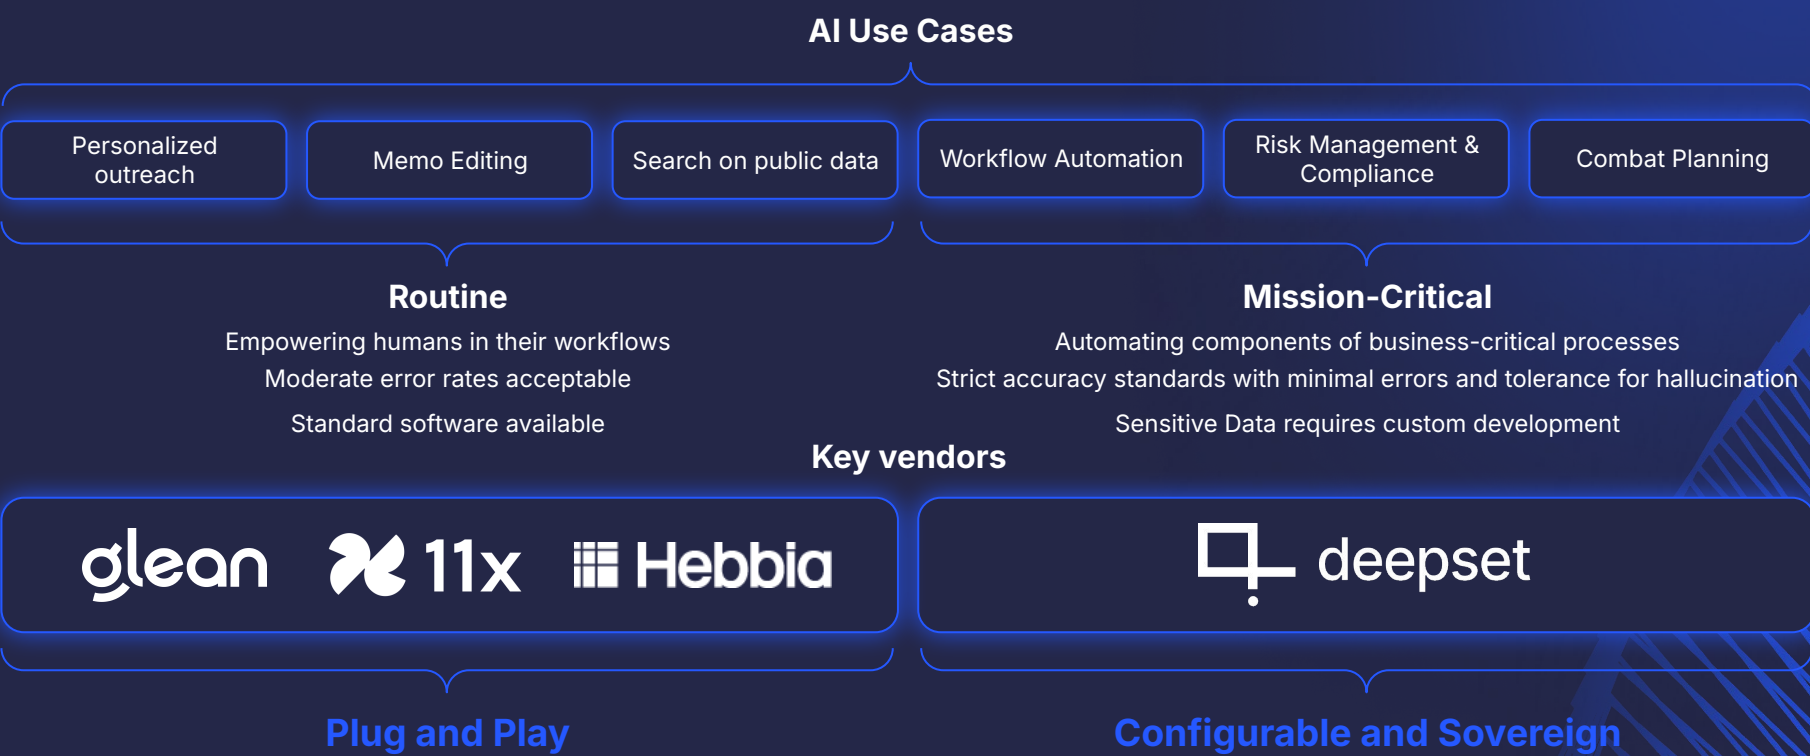 AI Use Cases
Personalized
outreach
Memo Editing
Search on public data
Workflow Automation
Risk Management &
Compliance
Combat Planning
Routine
Empowering humans in their workflows
Moderate error rates acceptable
Standard software available
Mission-Critical
Automating components of business-critical processes
Strict accuracy standards with minimal errors and tolerance for hallucination
Sensitive Data requires custom development
Key vendors
glean
11x
Hebbia
deepset
Plug and Play
Configurable and Sovereign